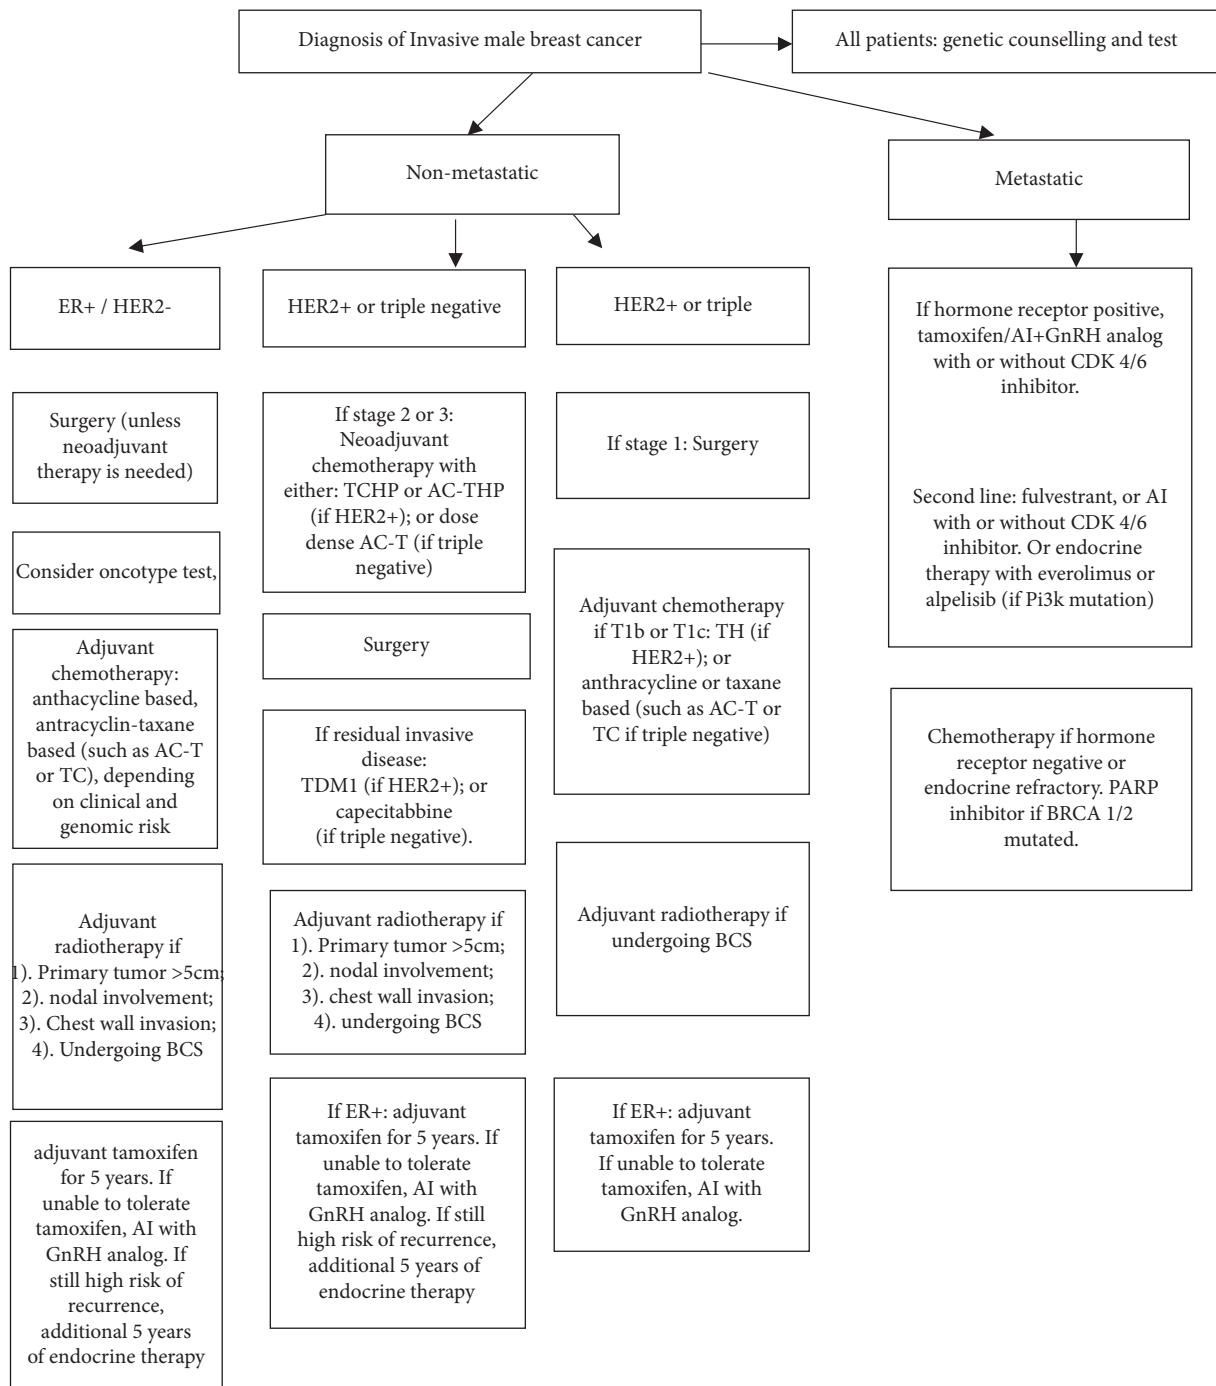 Diagnosis of Invasive male breast cancer
All patients: genetic counselling and test
Non-metastatic
Metastatic
ER+ / HER2-
Surgery (unless
neoadjuvant
therapy is needed)
Consider oncotype test,
Adjuvant
chemotherapy:
anthacycline based,
antracyclin-taxane
based (such as AC-T
or TC), depending
on clinical and
genomic risk
Adjuvant
radiotherapy if
1). Primary tumor >5cm;
2). nodal involvement;
3). Chest wall invasion;
4). Undergoing BCS
adjuvant tamoxifen
for 5 years. If
unable to tolerate
tamoxifen, AI with
GnRH analog. If
still high risk of
recurrence,
additional 5 years
of endocrine therapy
HER2+ or triple negative
If stage 2 or 3:
Neoadjuvant
chemotherapy with
either: TCHP or AC-THP
(if HER2+); or dose
dense AC-T (if triple
negative)
Surgery
If residual invasive
disease:
TDM1 (if HER2+); or
capecitabbine
(if triple negative).
Adjuvant radiotherapy if
1). Primary tumor >5cm;
2). nodal involvement;
3). chest wall invasion;
4). undergoing BCS
If ER+: adjuvant
tamoxifen for 5 years. If
unable to tolerate
tamoxifen, AI with
GnRH analog. If still
high risk of recurrence,
additional 5 years of
endocrine therapy
HER2+ or triple
If stage 1: Surgery
Adjuvant chemotherapy
if T1b or T1c: TH (if
HER2+); or
anthracycline or taxane
based (such as AC-T or
TC if triple negative)
Adjuvant radiotherapy if
undergoing BCS
If ER+: adjuvant
tamoxifen for 5 years.
If unable to tolerate
tamoxifen, AI with
GnRH analog.
If hormone receptor positive,
tamoxifen/AI+GnRH analog
with or without CDK 4/6
inhibitor.
Second line: fulvestrant, or AI
with or without CDK 4/6
inhibitor. Or endocrine
therapy with everolimus or
alpelisib (if Pi3k mutation)
Chemotherapy if hormone
receptor negative or
endocrine refractory. PARP
inhibitor if BRCA 1/2
mutated.